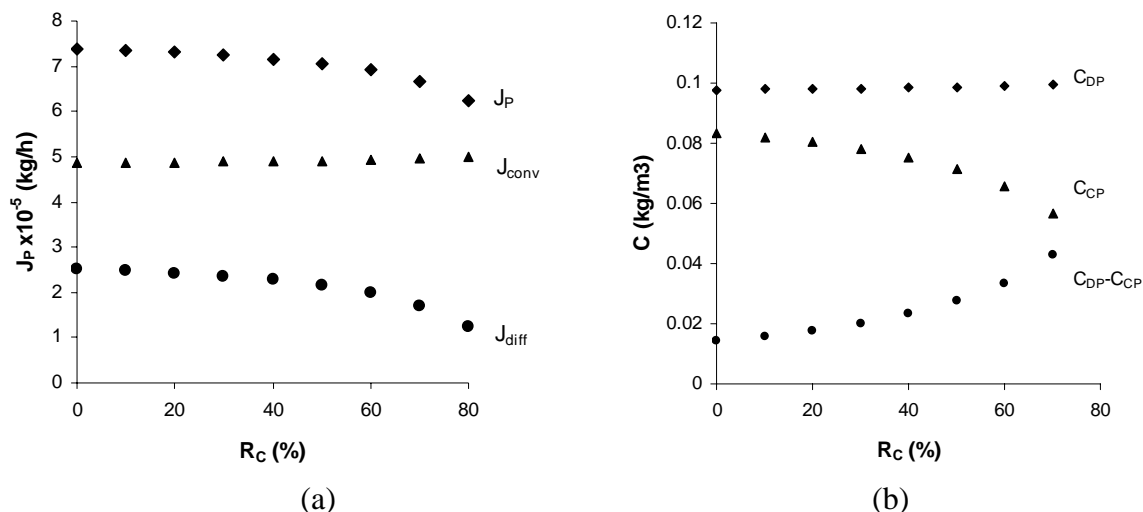 8
7
6
5
4
3
2
1
0
J_P x10^-5 (kg/h)
J_P
J_conv
J_diff
0 20 40 60 80
R_C (%)
(a)
0.12
0.1
0.08
0.06
0.04
0.02
0
C (kg/m3)
C_DP
C_CP
C_DP-C_CP
0 20 40 60 80
R_C (%)
(b)